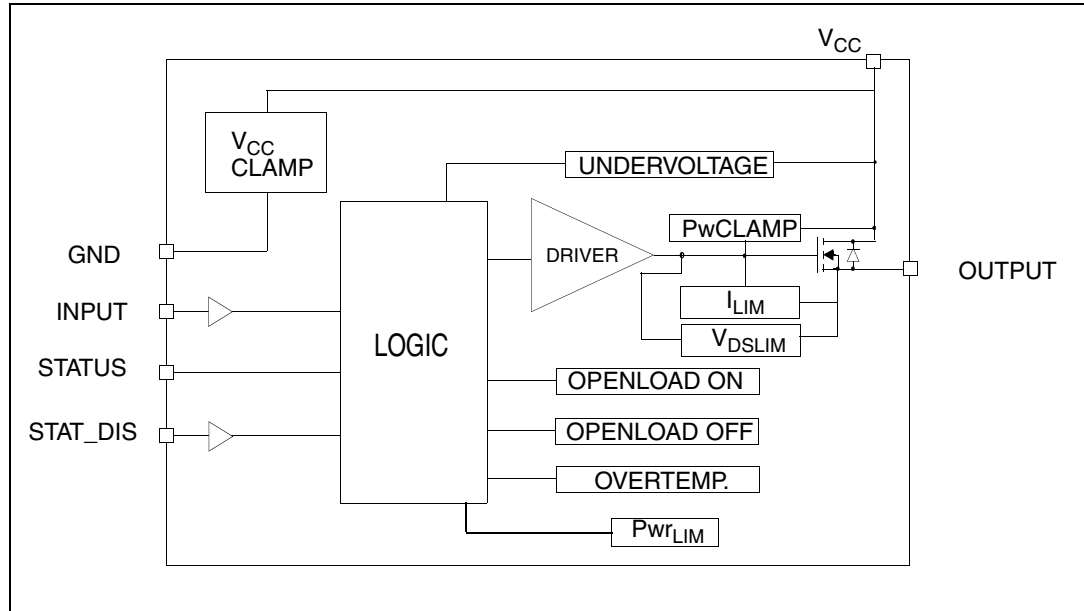 VCC
VCC
CLAMP
UNDERVOLTAGE
PwCLAMP
DRIVER
GND
OUTPUT
INPUT
ILIM
LOGIC
VDSLIM
STATUS
OPENLOAD ON
STAT_DIS
OPENLOAD OFF
OVERTEMP.
PwrLIM